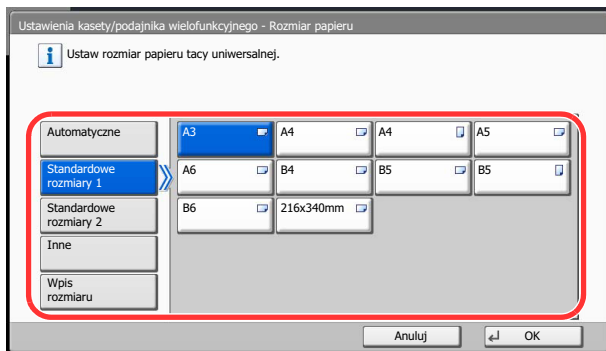 Ustawienia kasety/podajnika wielofunkcyjnego - Rozmiar papieru
Ustaw rozmiar papieru tacy uniwersalnej.
Automatyczne
A3
A4
A4
A5
Standardowe
rozmiary 1
A6
B4
B5
B5
Standardowe
rozmiary 2
B6
216x340mm
Inne
Wpis
rozmiaru
Anuluj
OK